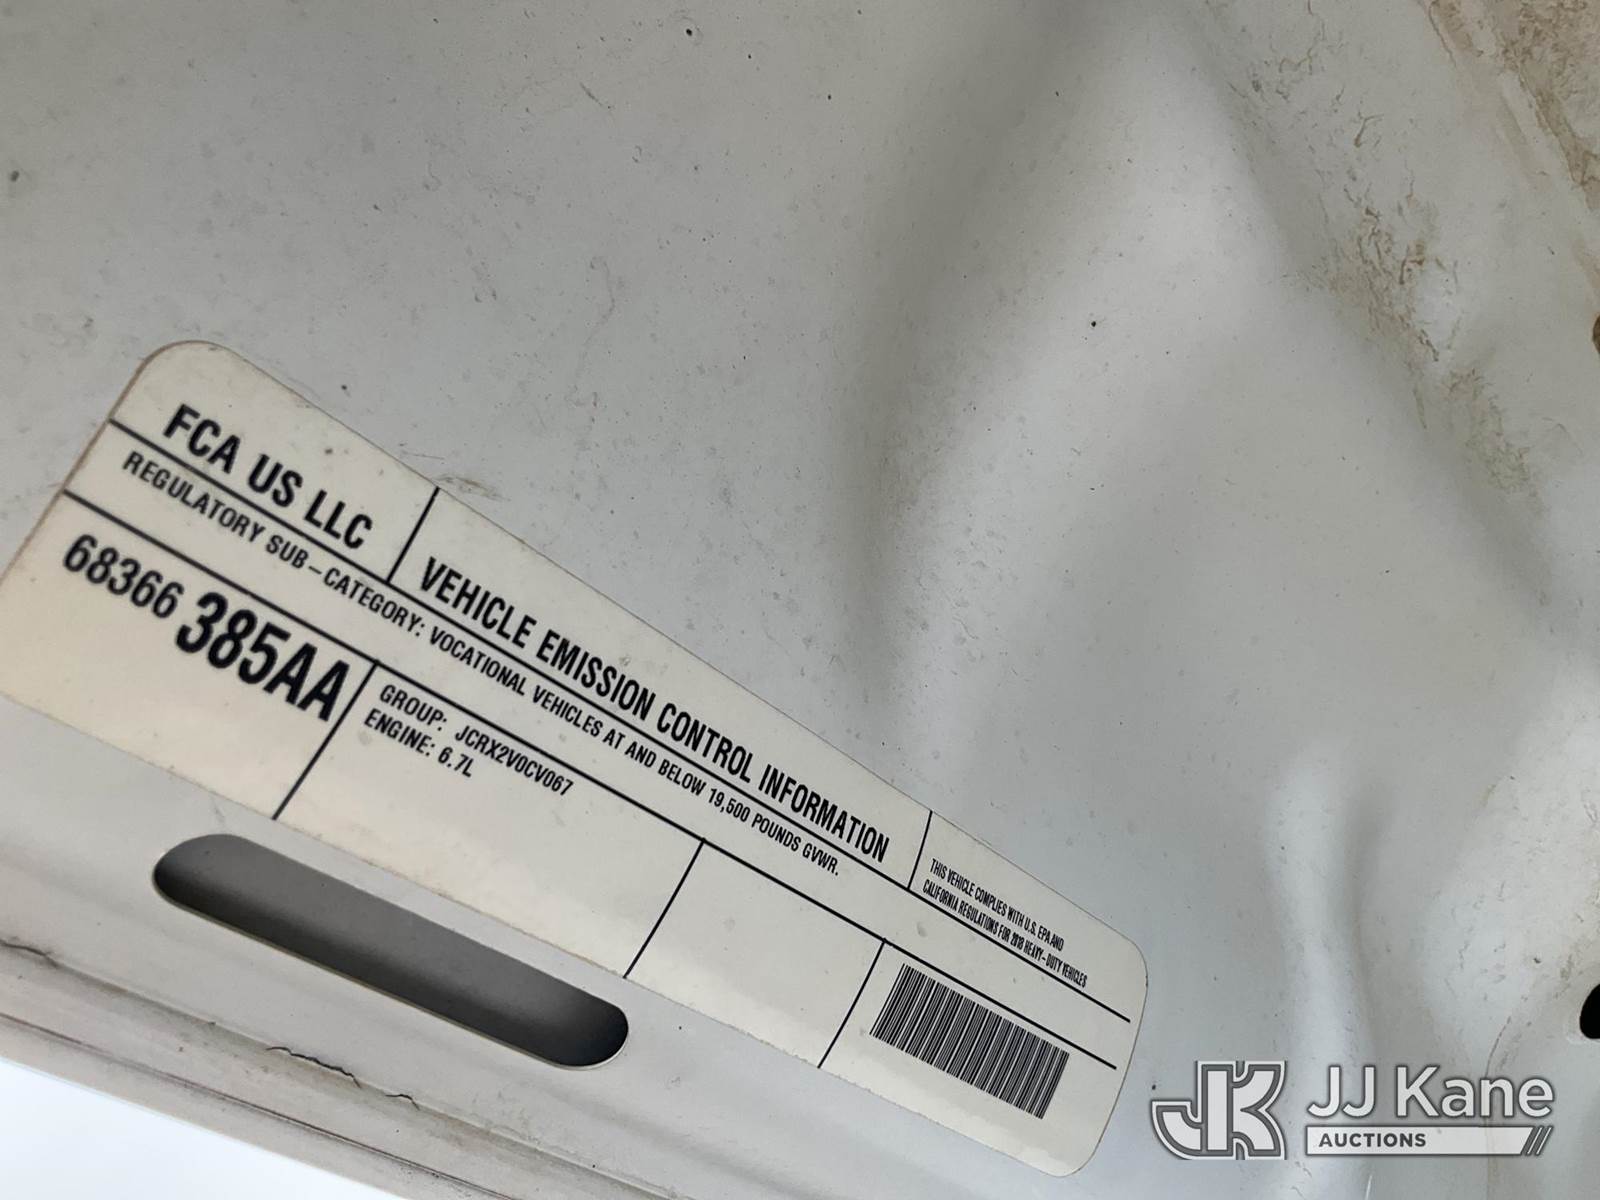 FCA US LLC
VEHICLE EMISSION CONTROL INFORMATION
THIS VEHICLE COMPLIES WITH U.S. EPA AND
CALIFORNIA REGULATIONS FOR 2018 HEAVY-DUTY VEHICLES
REGULATORY SUB-CATEGORY: VOCATIONAL VEHICLES AT AND BELOW 19,500 POUNDS GVWR.
68366 385AA
GROUP: JCRX2V0CV067
ENGINE: 6.7L
JK JJ Kane
AUCTIONS